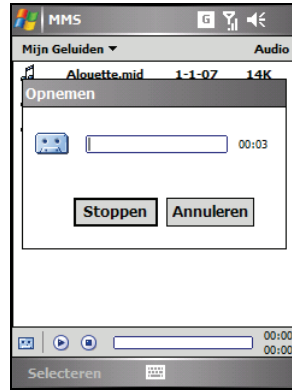 MMS G
Mijn Geluiden Audio
Alouette.mid 1-1-07 14K
Opnemen
00:03
Stoppen Annuleren
00:00
00:00
Selecteren